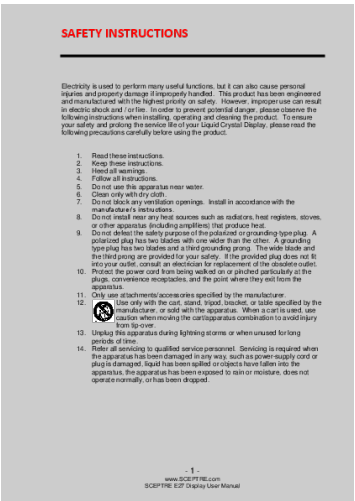 SAFETY INSTRUCTIONS
Electricity is used to perform many useful functions, but it can also cause personal
injuries and property damage if improperly handled. This product has been engineered
and manufactured with the highest priority on safety. However, improper use can result
in electric shock and / or fire. In order to prevent potential danger, please observe the
following instructions when installing, operating and cleaning the product. To ensure
your safety and prolong the service life of your Liquid Crystal Display, please read the
following precautions carefully before using the product.
1. Read these instructions.
2. Keep these instructions.
3. Heed all warnings.
4. Follow all instructions.
5. Do not use this apparatus near water.
6. Clean only with dry cloth.
7. Do not block any ventilation openings. Install in accordance with the
manufacture's instructions.
8. Do not install near any heat sources such as radiators, heat registers, stoves,
or other apparatus (including amplifiers) that produce heat.
9. Do not defeat the safety purpose of the polarized or grounding-type plug. A
polarized plug has two blades with one wider than the other. A grounding
type plug has two blades and a third grounding prong. The wide blade and
the third prong are provided for your safety. If the provided plug does not fit
into your outlet, consult an electrician for replacement of the obsolete outlet.
10. Protect the power cord from being walked on or pinched particularly at the
plugs, convenience receptacles, and the point where they exit from the
apparatus.
11. Only use attachments/accessories specified by the manufacturer.
12. Use only with the cart, stand, tripod, bracket, or table specified by the
manufacturer, or sold with the apparatus. When a cart is used, use
caution when moving the cart/apparatus combination to avoid injury
from tip-over.
13. Unplug this apparatus during lightning storms or when unused for long
periods of time.
14. Refer all servicing to qualified service personnel. Servicing is required when
the apparatus has been damaged in any way, such as power-supply cord or
plug is damaged, liquid has been spilled or objects have fallen into the
apparatus, the apparatus has been exposed to rain or moisture, does not
operate normally, or has been dropped.
- 1 -
www.SCEPTRE.com
SCEPTRE E27 Display User Manual